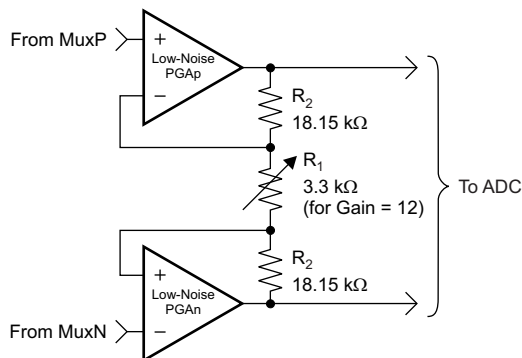 From MuxP
+
Low-Noise
PGAp
−
R2
18.15 kΩ
R1
3.3 kΩ
(for Gain = 12)
To ADC
R2
18.15 kΩ
+
Low-Noise
PGAn
−
From MuxN